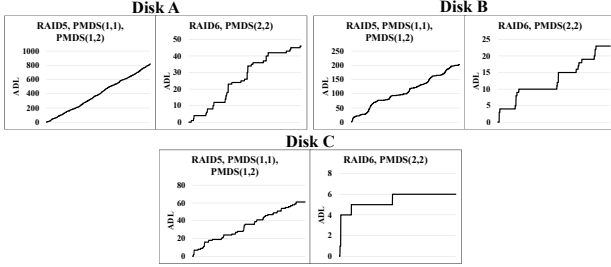 Disk A
RAID5, PMDS(1,1),
PMDS(1,2)
1000
800
600
400
200
0
ADL
RAID6, PMDS(2,2)
50
40
30
20
10
0
ADL
Disk B
RAID5, PMDS(1,1),
PMDS(1,2)
250
200
150
100
50
0
ADL
RAID6, PMDS(2,2)
25
20
15
10
5
0
ADL
Disk C
RAID5, PMDS(1,1),
PMDS(1,2)
80
60
40
20
0
ADL
RAID6, PMDS(2,2)
8
6
4
2
0
ADL